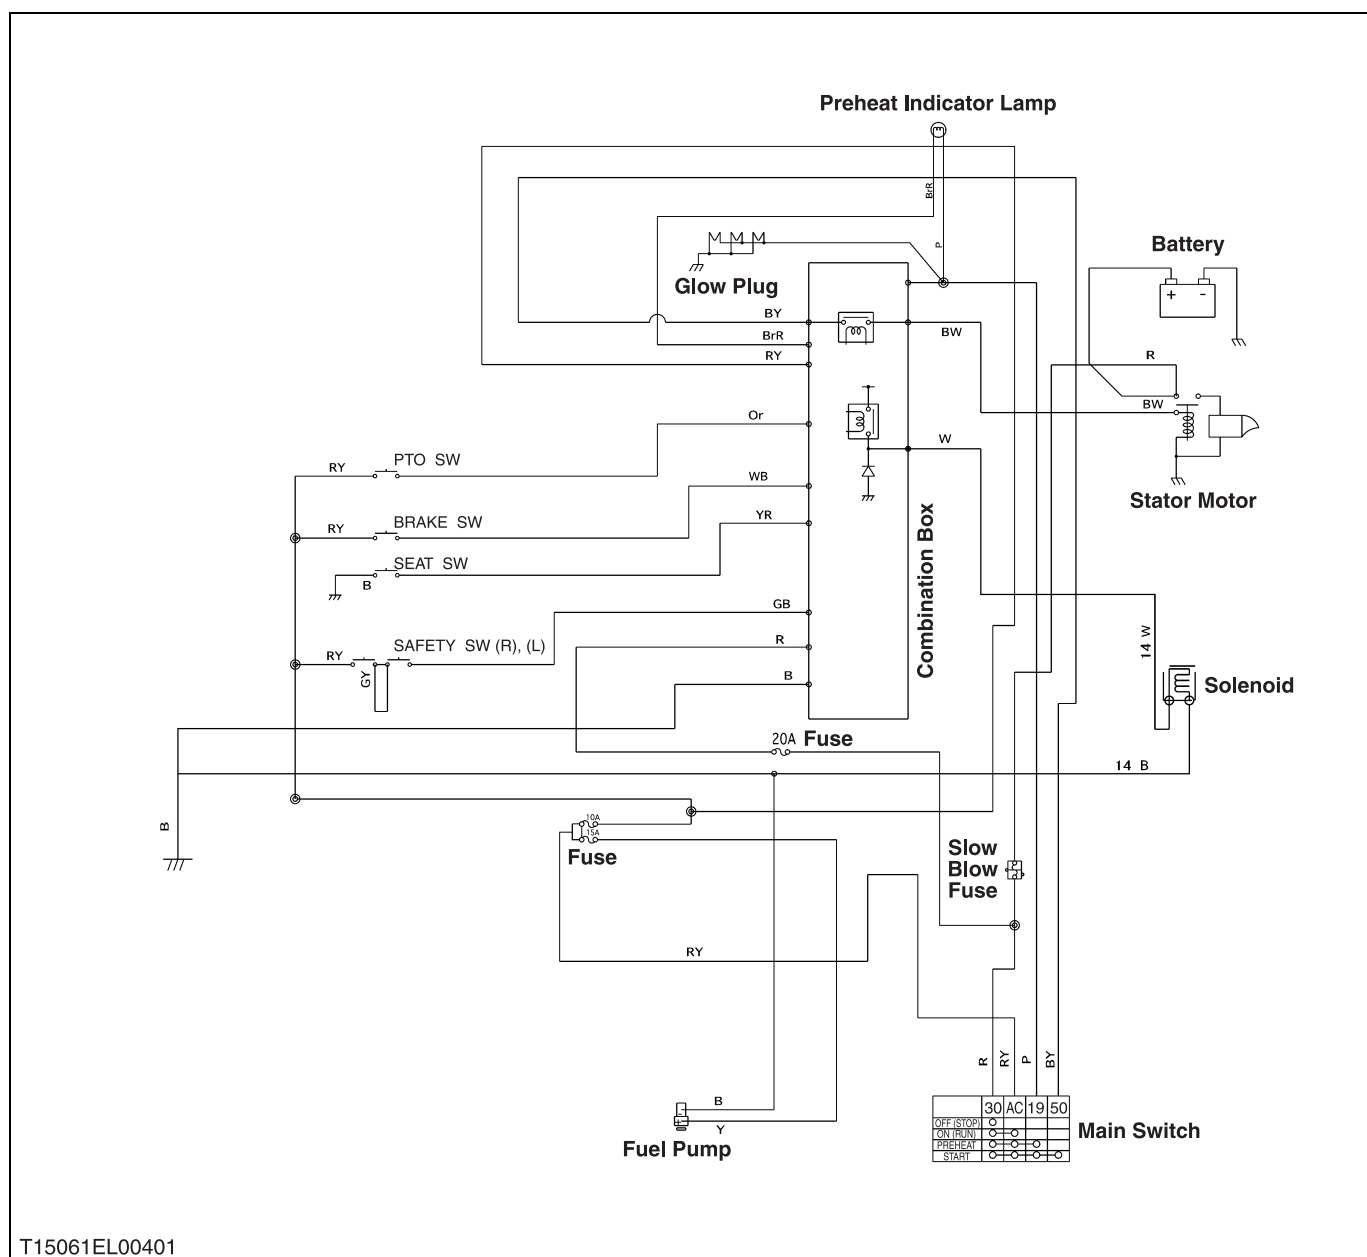 Preheat Indicator Lamp
BrR
P
Battery
+ -
Glow Plug
BY
BrR
RY
BW
R
BW
Or
W
RY
PTO SW
WB
Stator Motor
RY
BRAKE SW
YR
SEAT SW
B
Combination Box
GB
RY
SAFETY SW (R), (L)
GY
R
B
14 W
Solenoid
20A Fuse
14 B
B
10A
15A
Fuse
Slow
Blow
Fuse
RY
R
RY
P
BY
B
Y
-
+
Fuel Pump
30 AC 19 50
OFF (STOP)
ON (RUN)
PREHEAT
START
Main Switch
T15061EL00401